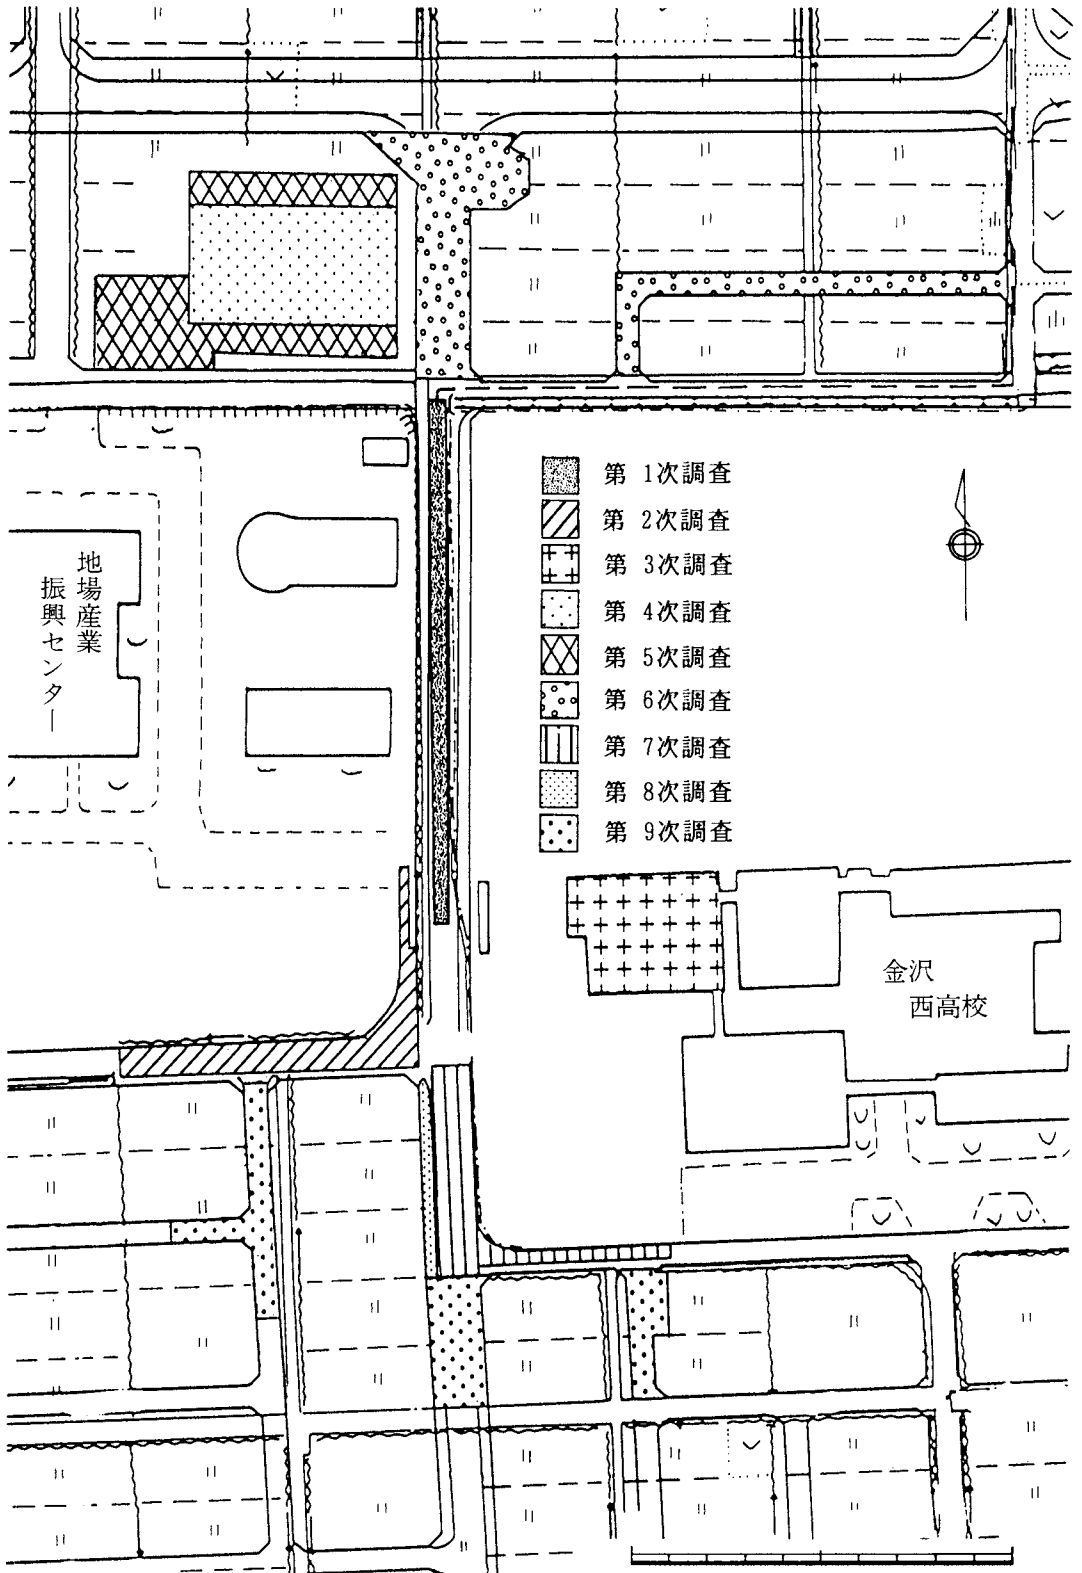 第 1次調査
第 2次調査
第 3次調査
第 4次調査
第 5次調査
第 6次調査
第 7次調査
第 8次調査
第 9次調査
地場産業
振興センター
金沢
西高校